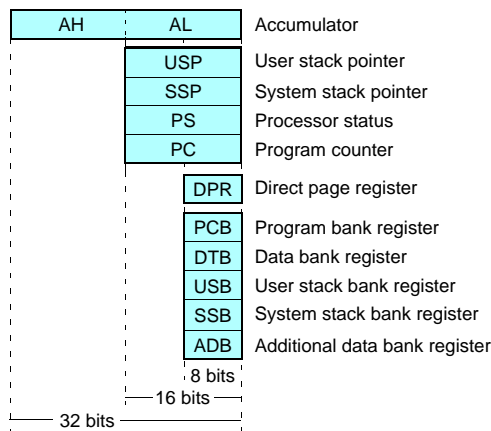 AH AL Accumulator
USP User stack pointer
SSP System stack pointer
PS Processor status
PC Program counter
DPR Direct page register
PCB Program bank register
DTB Data bank register
USB User stack bank register
SSB System stack bank register
ADB Additional data bank register
8 bits
16 bits
32 bits